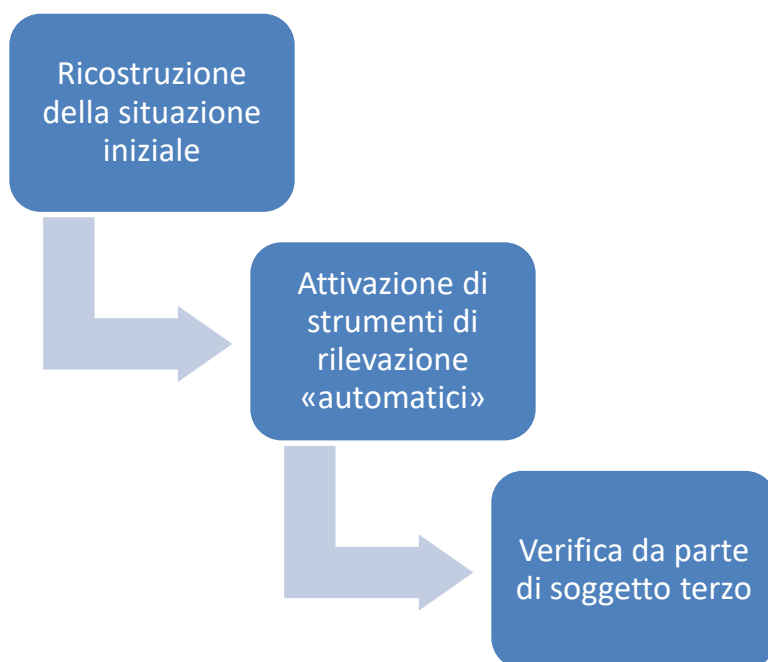 Ricostruzione
della situazione
iniziale
Attivazione di
strumenti di
rilevazione
«automatici»
Verifica da parte
di soggetto terzo